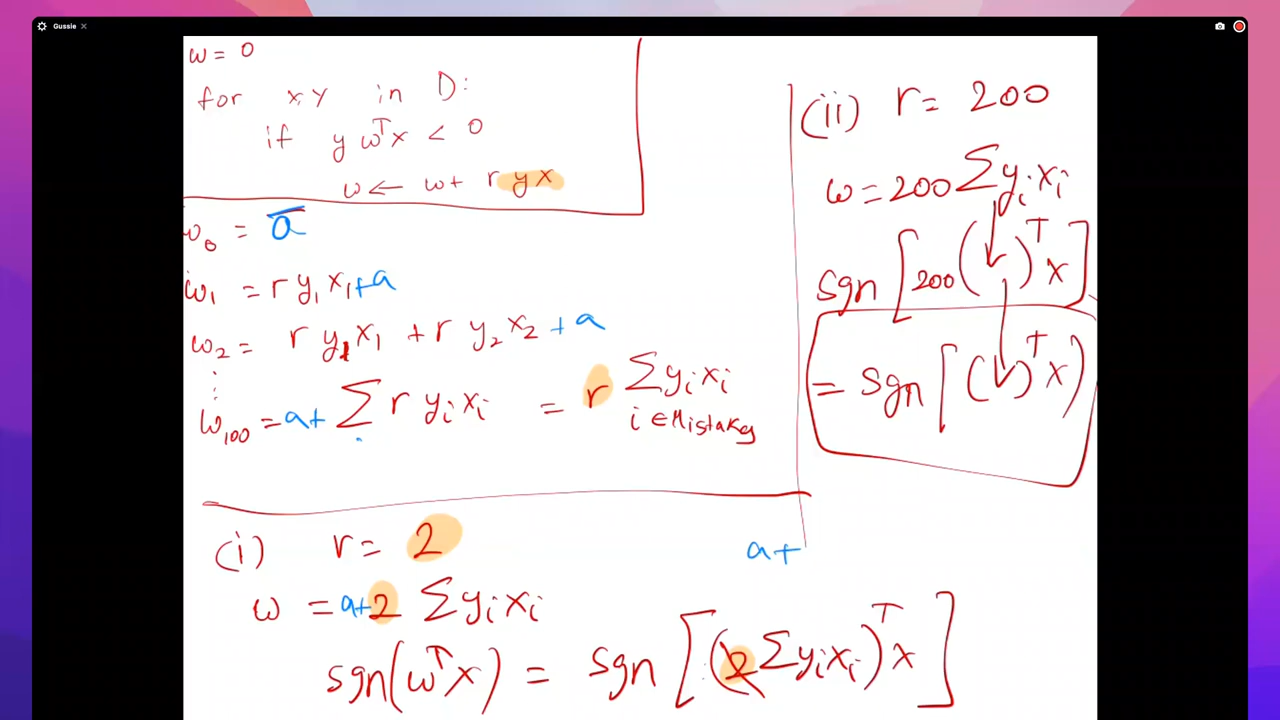 Gussie
w = 0
for x,y in D:
if y wᵀx < 0
w ← w + r y x
w₀ = a̅
w₁ = r y₁ x₁ + a
w₂ = r y₁ x₁ + r y₂ x₂ + a
⋮
w₁₀₀ = a + Σᵢ r yᵢ xᵢ = r Σ yᵢ xᵢ
i ∈ Mistakes
(i) r = 2
a +
w = a + 2 Σ yᵢ xᵢ
sgn(wᵀx) = sgn [(2 Σ yᵢ xᵢ)ᵀ x]
(ii) r = 200
w = 200 Σ yᵢ xᵢ
sgn [200 ( )ᵀ x]
= sgn [( )ᵀ x)